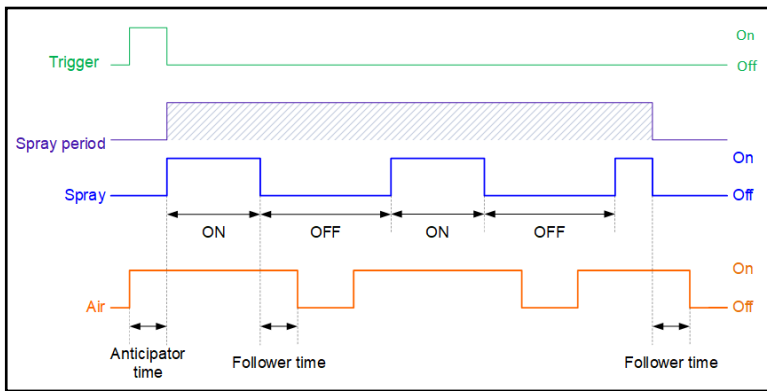 On
Trigger
Off
Spray period
On
Spray
Off
ON OFF ON OFF
On
Air
Off
Anticipator
time
Follower time
Follower time